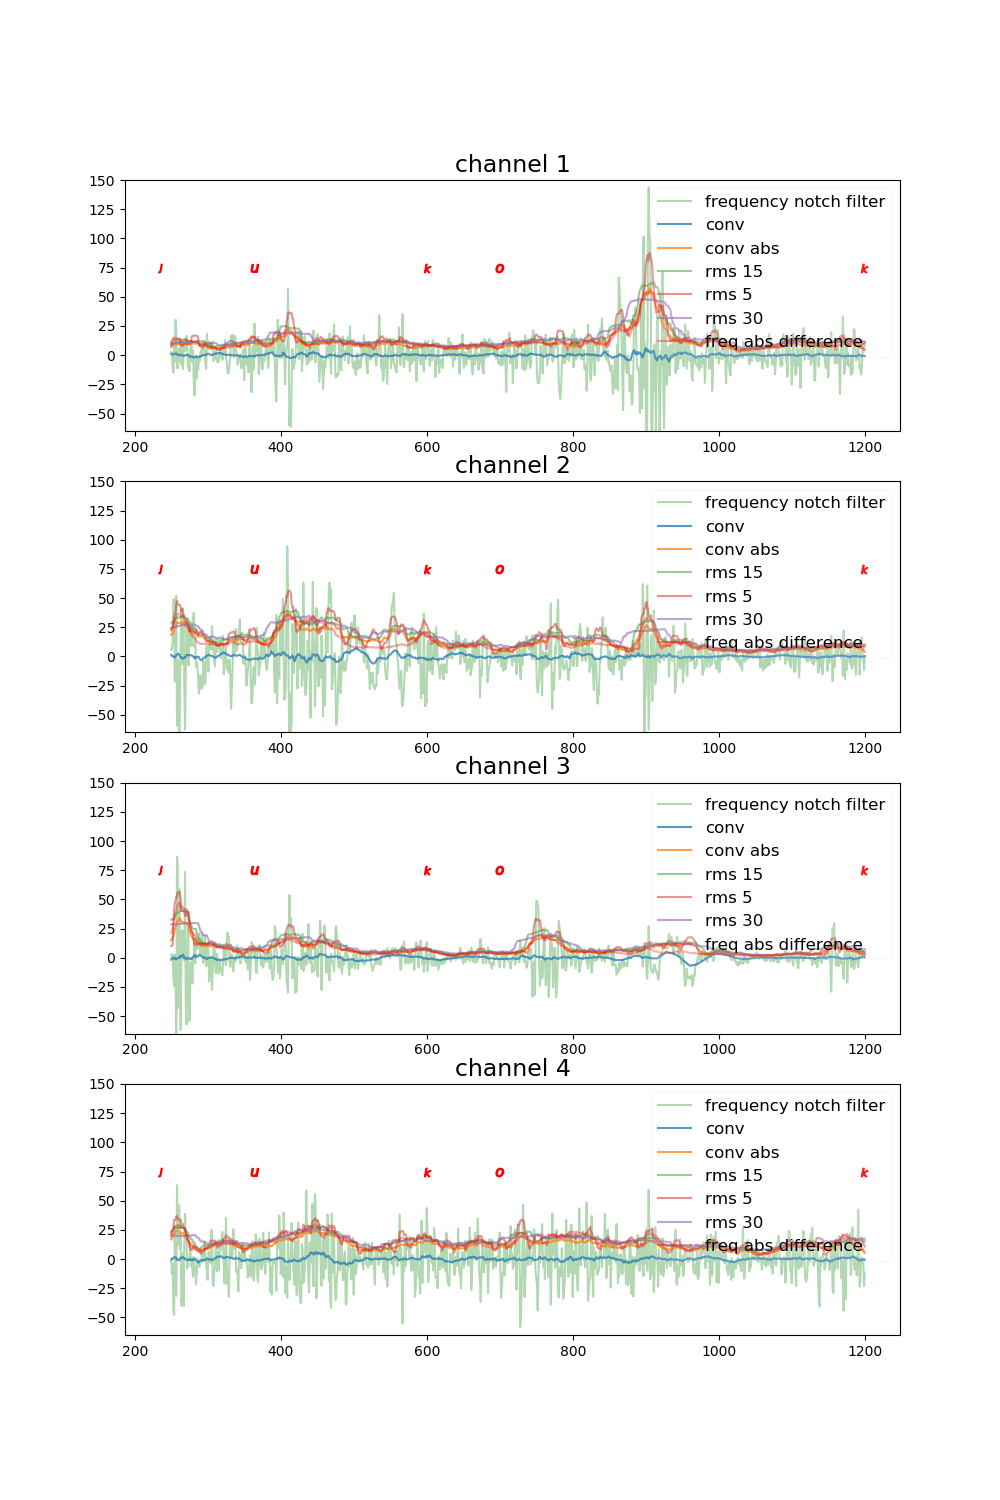 channel 1
150
125
100
75
50
25
0
−25
−50
J u k o k
frequency notch filter
conv
conv abs
rms 15
rms 5
rms 30
freq abs difference
200 400 600 800 1000 1200
channel 2
150
125
100
75
50
25
0
−25
−50
J u k o k
frequency notch filter
conv
conv abs
rms 15
rms 5
rms 30
freq abs difference
200 400 600 800 1000 1200
channel 3
150
125
100
75
50
25
0
−25
−50
J u k o k
frequency notch filter
conv
conv abs
rms 15
rms 5
rms 30
freq abs difference
200 400 600 800 1000 1200
channel 4
150
125
100
75
50
25
0
−25
−50
J u k o k
frequency notch filter
conv
conv abs
rms 15
rms 5
rms 30
freq abs difference
200 400 600 800 1000 1200